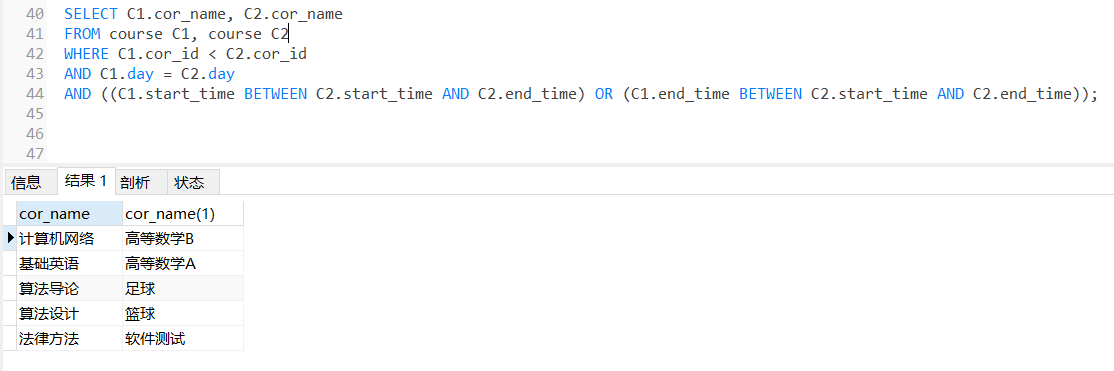 40 SELECT C1.cor_name, C2.cor_name
41 FROM course C1, course C2
42 WHERE C1.cor_id < C2.cor_id
43 AND C1.day = C2.day
44 AND ((C1.start_time BETWEEN C2.start_time AND C2.end_time) OR (C1.end_time BETWEEN C2.start_time AND C2.end_time));
45
46
47
信息 结果 1 剖析 状态
cor_name cor_name(1)
计算机网络 高等数学B
基础英语 高等数学A
算法导论 足球
算法设计 篮球
法律方法 软件测试